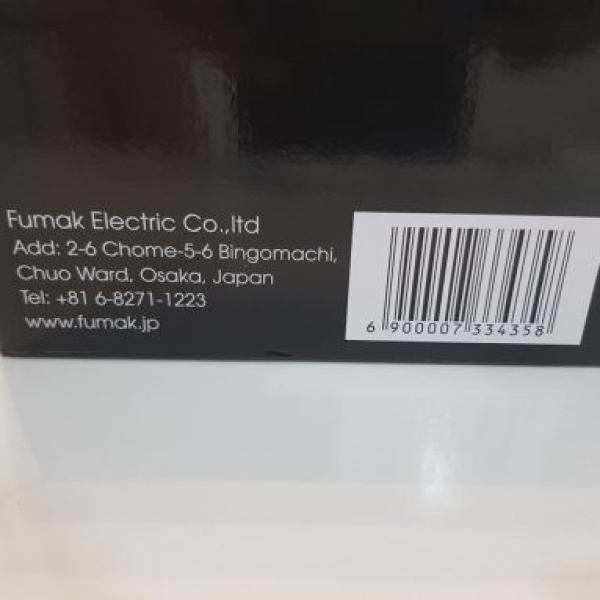 Fumak Electric Co.,ltd
Add: 2-6 Chome-5-6 Bingomachi,
Chuo Ward, Osaka, Japan
Tel: +81 6-8271-1223
www.fumak.jp
6 900007 334358